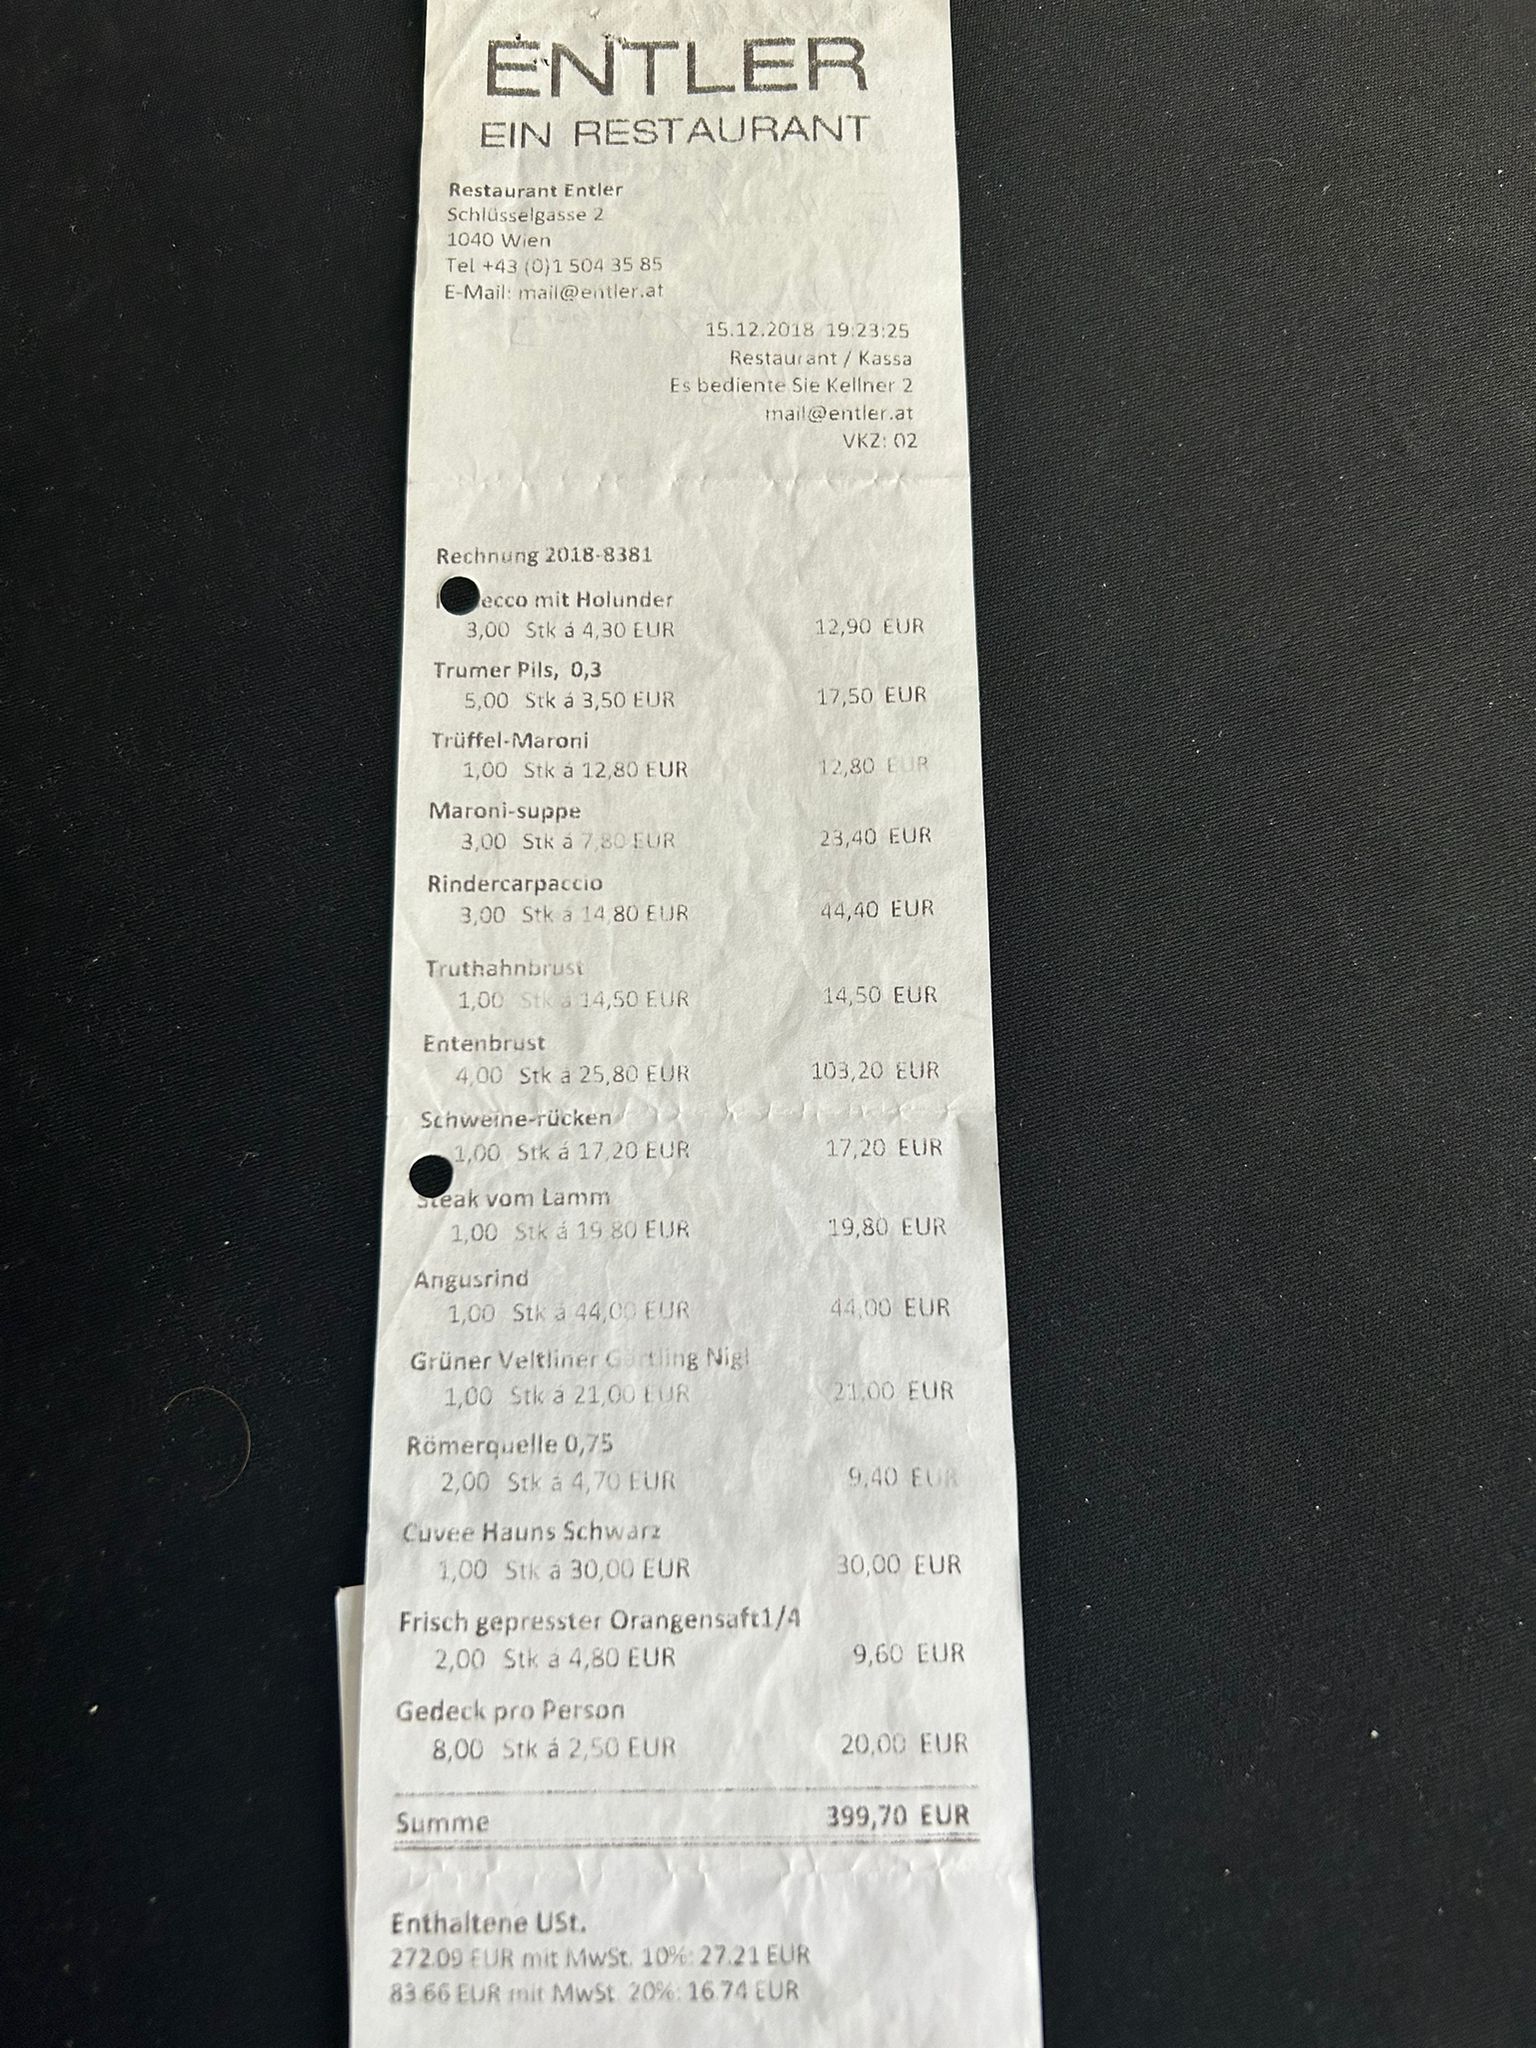 ENTLER
EIN RESTAURANT
Restaurant Entler
Schlüsselgasse 2
1040 Wien
Tel +43 (0)1 504 35 85
E-Mail: mail@entler.at
15.12.2018 19:23:25
Restaurant / Kassa
Es bediente Sie Kellner 2
mail@entler.at
VKZ: 02
Rechnung 2018-8381
mit Holunder
3,00 Stk á 4,30 EUR 12,90 EUR
Trumer Pils, 0,3
5,00 Stk á 3,50 EUR 17,50 EUR
Trüffel-Maroni
1,00 Stk á 12,80 EUR 12,80 EUR
Maroni-suppe
3,00 Stk á 7,80 EUR 23,40 EUR
Rindercarpaccio
3,00 Stk á 14,80 EUR 44,40 EUR
Truthahnbrust
1,00 Stk á 14,50 EUR 14,50 EUR
Entenbrust
4,00 Stk á 25,80 EUR 103,20 EUR
Schweine-rücken
1,00 Stk á 17,20 EUR 17,20 EUR
Steak vom Lamm
1,00 Stk á 19,80 EUR 19,80 EUR
Angusrind
1,00 Stk á 44,00 EUR 44,00 EUR
Grüner Veltliner Gärtling Nigl
1,00 Stk á 21,00 EUR 21,00 EUR
Römerquelle 0,75
2,00 Stk á 4,70 EUR 9,40 EUR
Cuvee Hauns Schwarz
1,00 Stk á 30,00 EUR 30,00 EUR
Frisch gepresster Orangensaft1/4
2,00 Stk á 4,80 EUR 9,60 EUR
Gedeck pro Person
8,00 Stk á 2,50 EUR 20,00 EUR
Summe 399,70 EUR
Enthaltene USt.
272.09 EUR mit MwSt. 10%: 27.21 EUR
83.66 EUR mit MwSt. 20%: 16.74 EUR